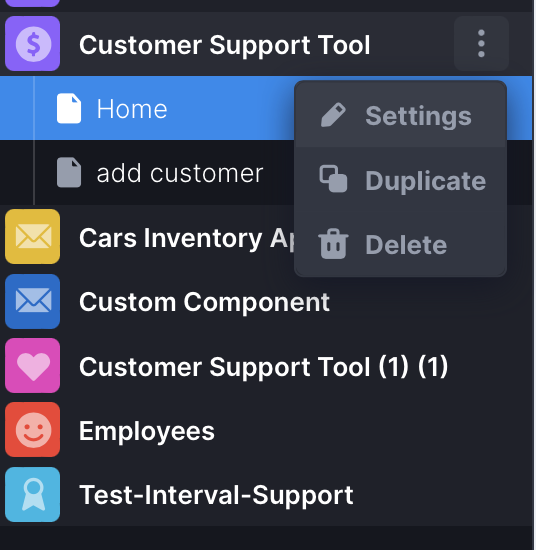 Customer Support Tool
Home
Settings
add customer
Duplicate
Cars Inventory
Delete
Custom Component
Customer Support Tool (1) (1)
Employees
Test-Interval-Support